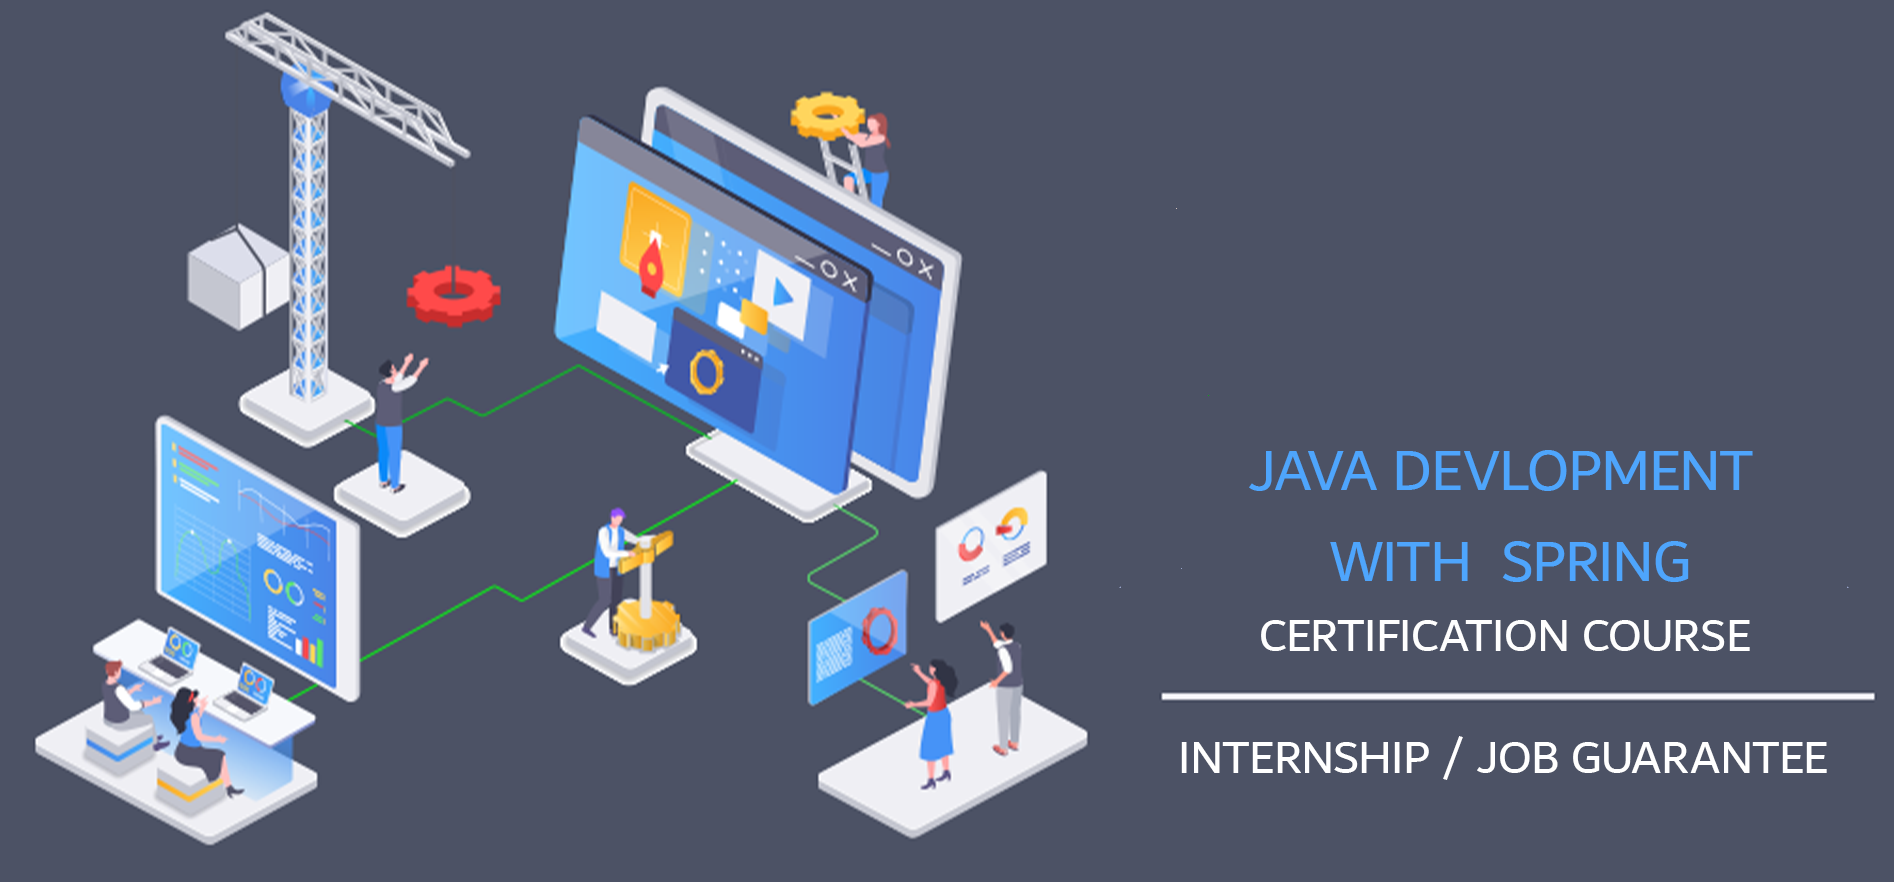 JAVA DEVLOPMENT
WITH SPRING
CERTIFICATION COURSE
INTERNSHIP / JOB GUARANTEE